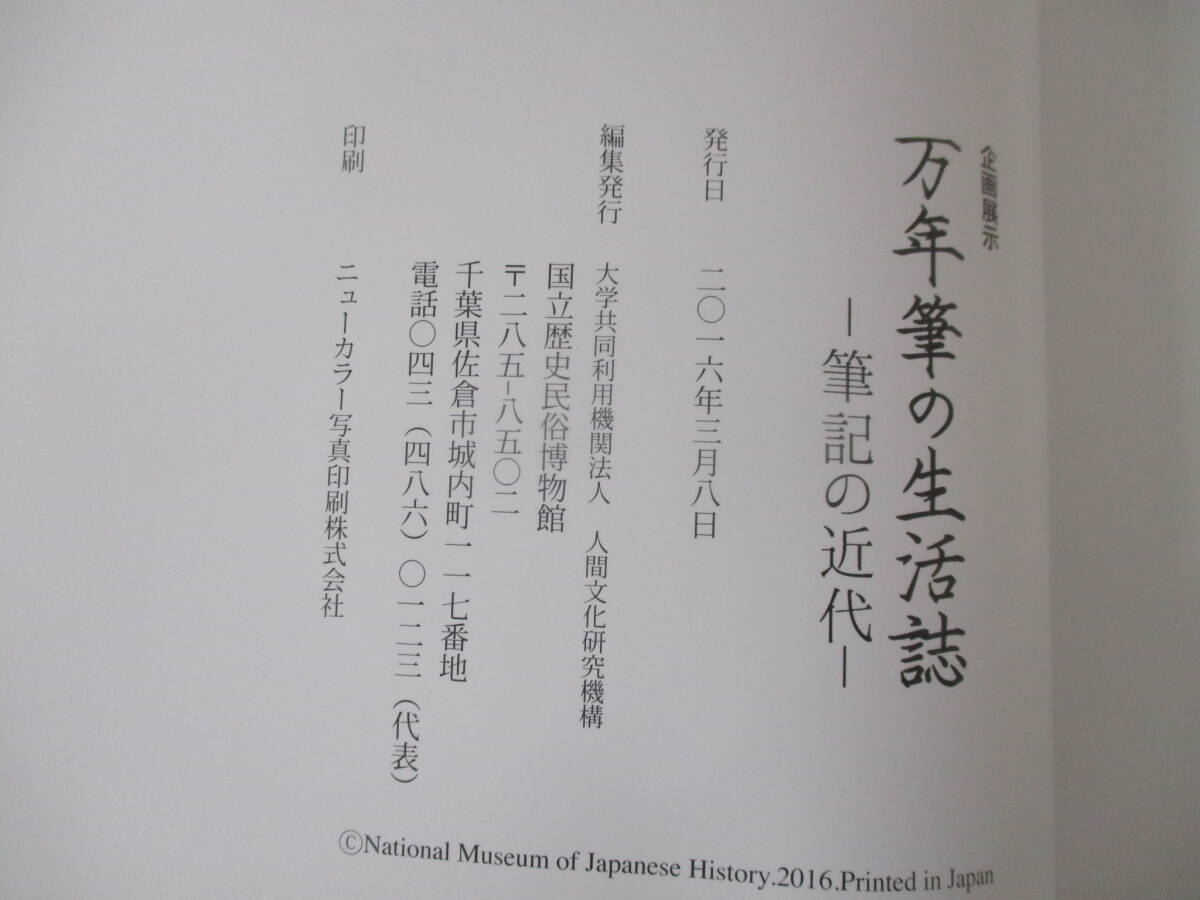 企画展示
万年筆の生活誌
―筆記の近代―
発行日　二〇一六年三月八日
編集発行　大学共同利用機関法人　人間文化研究機構
国立歴史民俗博物館
〒二八五－八五〇二
千葉県佐倉市城内町一一七番地
電話〇四三（四八六）〇一二三（代表）
印刷　ニューカラー写真印刷株式会社
©National Museum of Japanese History.2016.Printed in Japan